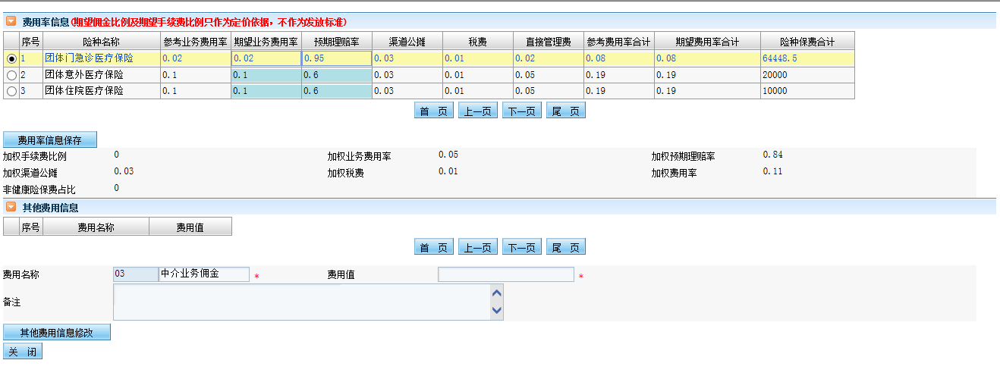 费用率信息(期望佣金比例及期望手续费比例只作为定价依据，不作为发放标准)
序号 险种名称 参考业务费用率 期望业务费用率 预期理赔率 渠道公摊 税费 直接管理费 参考费用率合计 期望费用率合计 险种保费合计
1 团体门急诊医疗保险 0.02 0.02 0.95 0.03 0.01 0.02 0.08 0.08 64448.5
2 团体意外医疗保险 0.1 0.1 0.6 0.03 0.01 0.05 0.19 0.19 20000
3 团体住院医疗保险 0.1 0.1 0.6 0.03 0.01 0.05 0.19 0.19 10000
首 页 上一页 下一页 尾 页
费用率信息保存
加权手续费比例 0 加权业务费用率 0.05 加权预期理赔率 0.84
加权渠道公摊 0.03 加权税费 0.01 加权费用率 0.11
非健康险保费占比 0
其他费用信息
序号 费用名称 费用值
首 页 上一页 下一页 尾 页
费用名称 03 中介业务佣金 * 费用值 *
备注
其他费用信息修改
关 闭